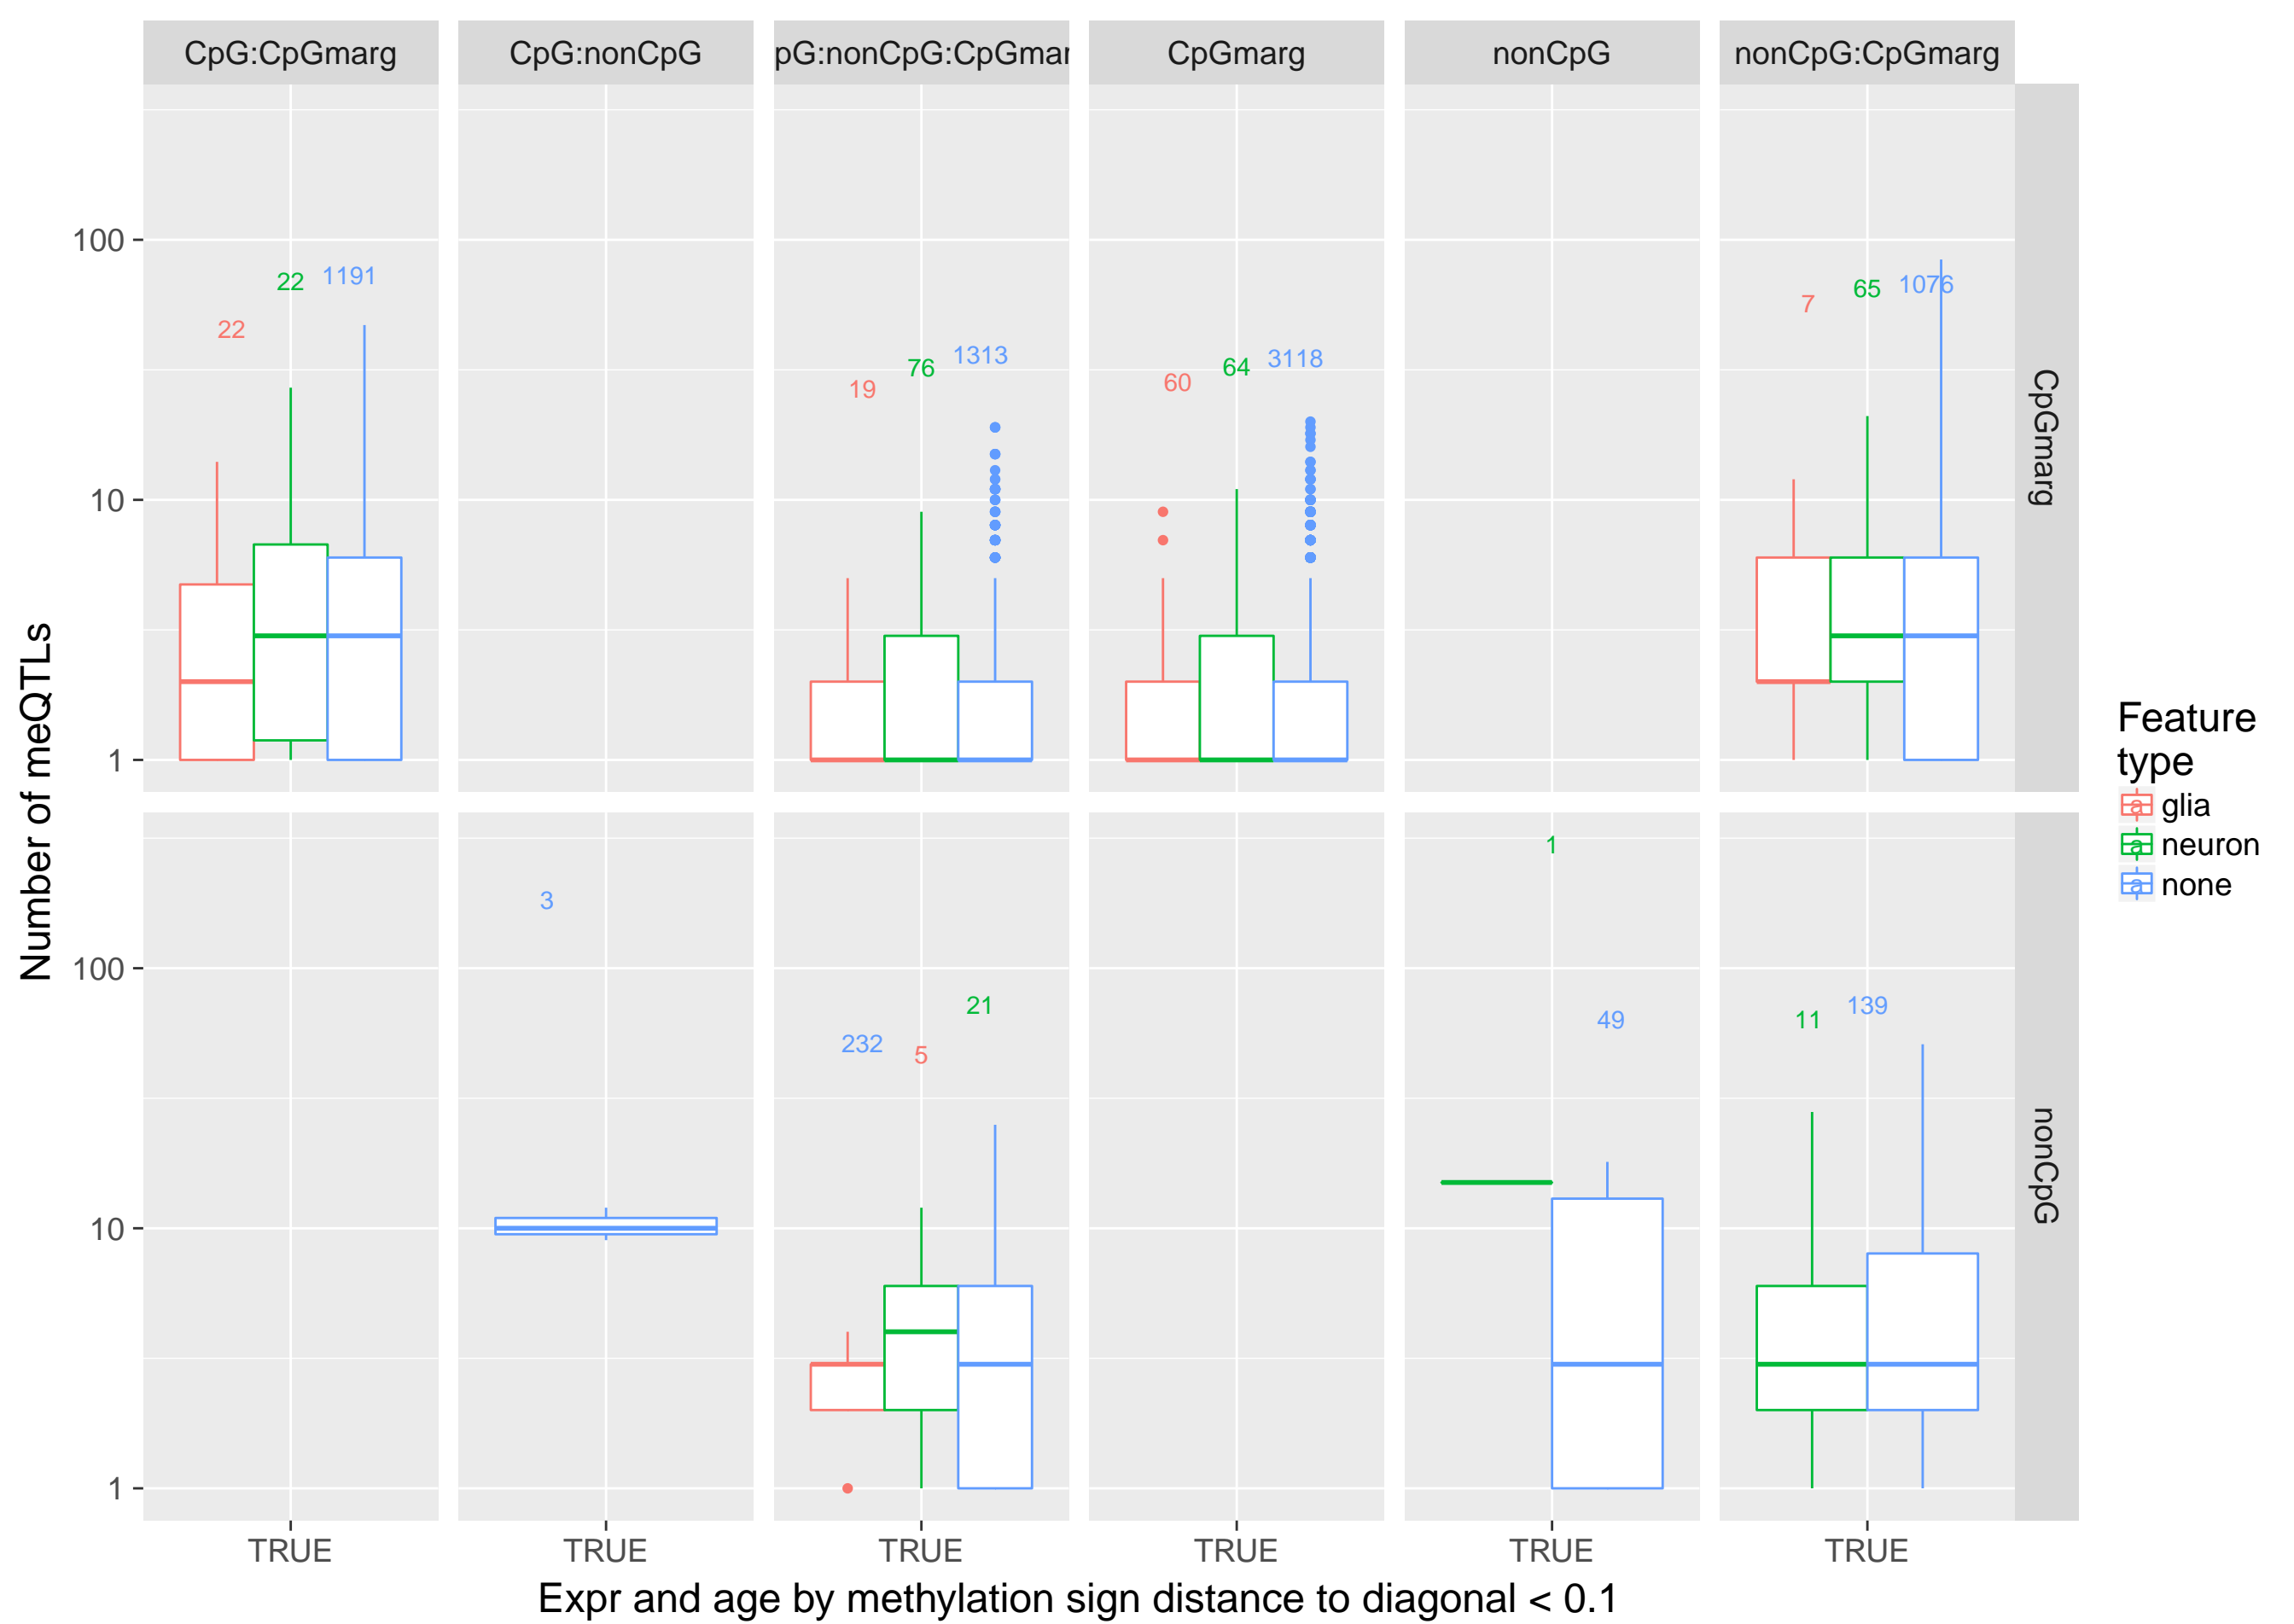 CpG:CpGmarg CpG:nonCpG pG:nonCpG:CpGmar CpGmarg nonCpG nonCpG:CpGmarg
100
10
1
22 22 1191
19 76 1313
60 64 3118
7 65 1076
CpGmarg
100
10
1
3
232 5 21
1
49
11 139
nonCpG
TRUE TRUE TRUE TRUE TRUE TRUE
Expr and age by methylation sign distance to diagonal < 0.1
Number of meQTLs
Feature
type
a glia
a neuron
a none